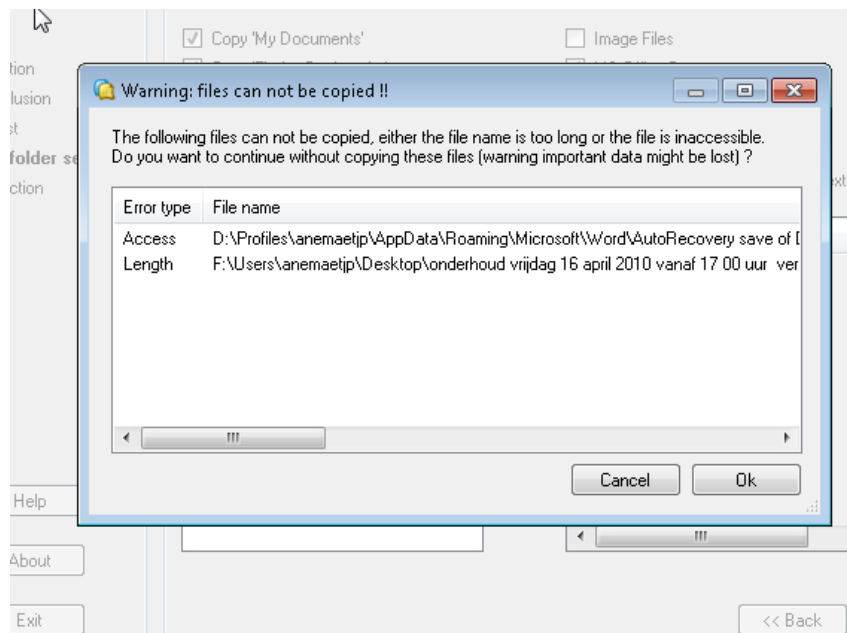 Copy 'My Documents'
Image Files
tion
lusion
st
folder se
ction
Warning: files can not be copied !!
The following files can not be copied, either the file name is too long or the file is inaccessible.
Do you want to continue without copying these files (warning important data might be lost) ?
Error type File name
Access D:\Profiles\anemaetjp\AppData\Roaming\Microsoft\Word\AutoRecovery save of
Length F:\Users\anemaetjp\Desktop\onderhoud vrijdag 16 april 2010 vanaf 17 00 uur ver
Cancel Ok
Help
About
Exit
<< Back